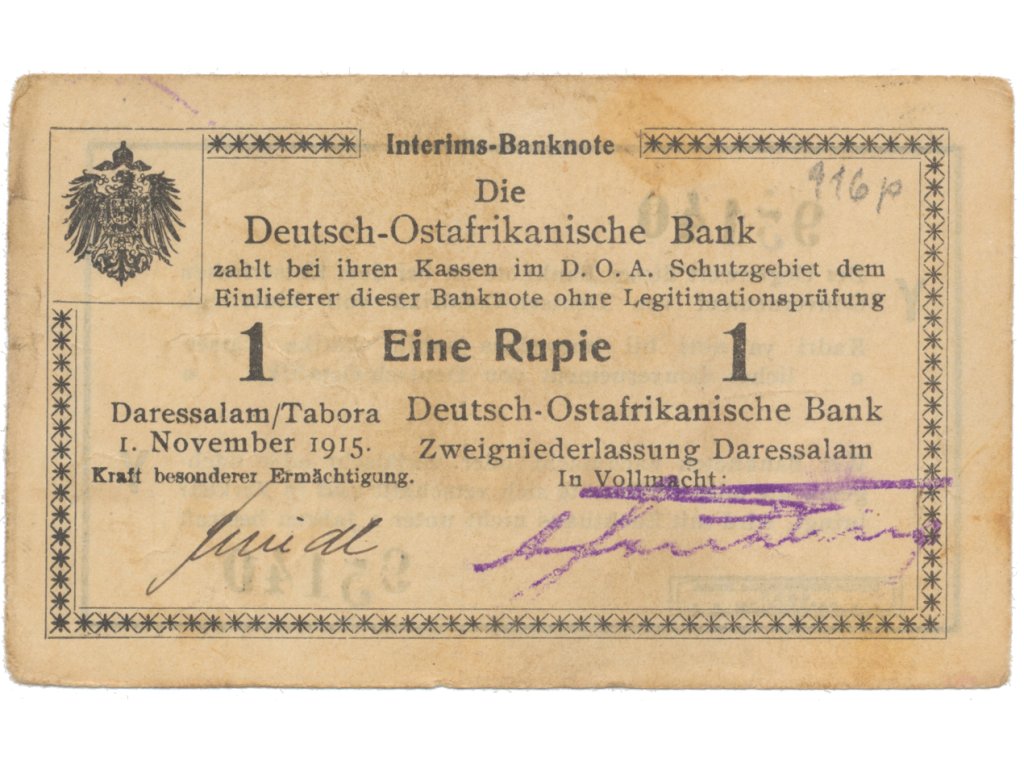 Interims-Banknote
916 p
Die
Deutsch-Ostafrikanische Bank
zahlt bei ihren Kassen im D. O. A. Schutzgebiet dem
Einlieferer dieser Banknote ohne Legitimationsprüfung
1 Eine Rupie 1
Daressalam/Tabora
1. November 1915.
Kraft besonderer Ermächtigung.
Deutsch-Ostafrikanische Bank
Zweigniederlassung Daressalam
In Vollmacht: